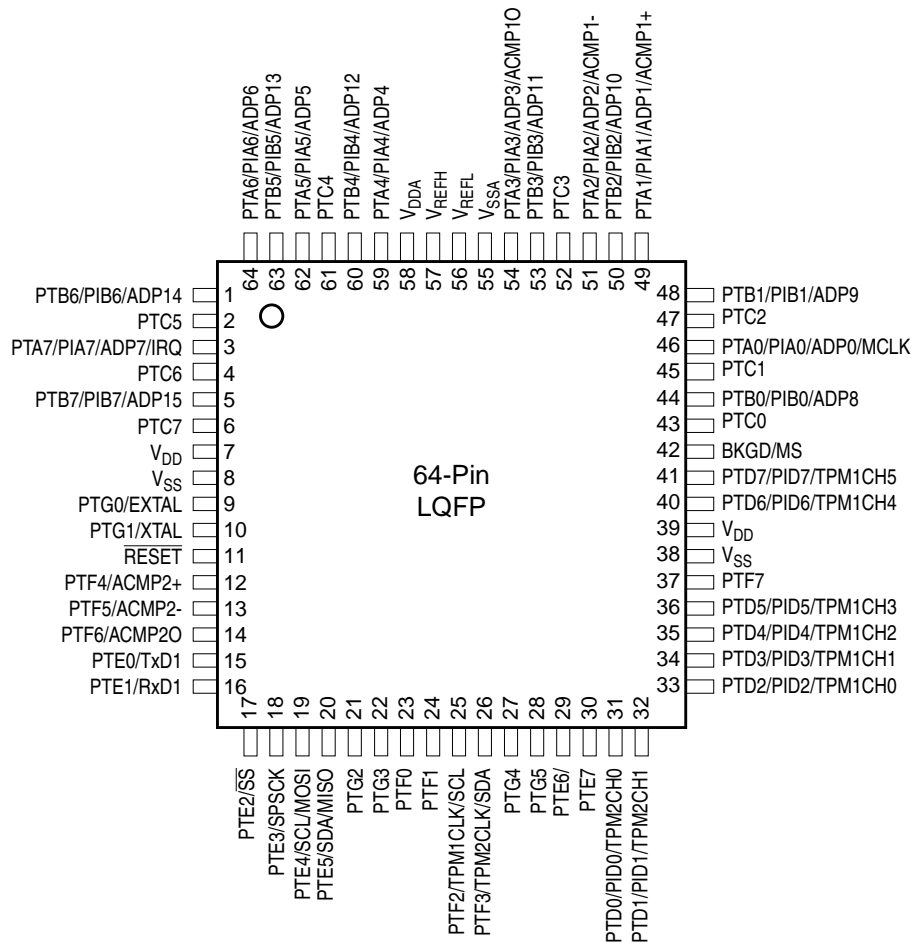 PTA6/PIA6/ADP6
PTB5/PIB5/ADP13
PTA5/PIA5/ADP5
PTC4
PTB4/PIB4/ADP12
PTA4/PIA4/ADP4
VDDA
VREFH
VREFL
VSSA
PTA3/PIA3/ADP3/ACMP1O
PTB3/PIB3/ADP11
PTC3
PTA2/PIA2/ADP2/ACMP1-
PTB2/PIB2/ADP10
PTA1/PIA1/ADP1/ACMP1+
64 63 62 61 60 59 58 57 56 55 54 53 52 51 50 49
PTB6/PIB6/ADP14 1
PTC5 2
PTA7/PIA7/ADP7/IRQ 3
PTC6 4
PTB7/PIB7/ADP15 5
PTC7 6
VDD 7
VSS 8
PTG0/EXTAL 9
PTG1/XTAL 10
RESET 11
PTF4/ACMP2+ 12
PTF5/ACMP2- 13
PTF6/ACMP2O 14
PTE0/TxD1 15
PTE1/RxD1 16
64-Pin
LQFP
48 PTB1/PIB1/ADP9
47 PTC2
46 PTA0/PIA0/ADP0/MCLK
45 PTC1
44 PTB0/PIB0/ADP8
43 PTC0
42 BKGD/MS
41 PTD7/PID7/TPM1CH5
40 PTD6/PID6/TPM1CH4
39 VDD
38 VSS
37 PTF7
36 PTD5/PID5/TPM1CH3
35 PTD4/PID4/TPM1CH2
34 PTD3/PID3/TPM1CH1
33 PTD2/PID2/TPM1CH0
17 18 19 20 21 22 23 24 25 26 27 28 29 30 31 32
PTE2/SS
PTE3/SPSCK
PTE4/SCL/MOSI
PTE5/SDA/MISO
PTG2
PTG3
PTF0
PTF1
PTF2/TPM1CLK/SCL
PTF3/TPM2CLK/SDA
PTG4
PTG5
PTE6/
PTE7
PTD0/PID0/TPM2CH0
PTD1/PID1/TPM2CH1